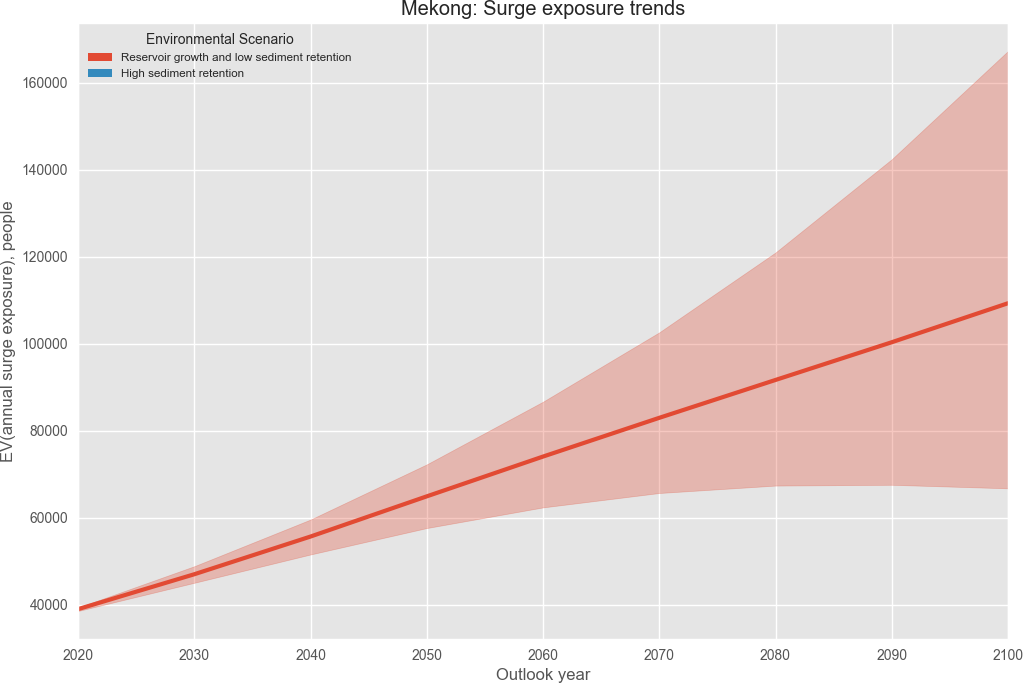 Mekong: Surge exposure trends
Environmental Scenario
Reservoir growth and low sediment retention
High sediment retention
EV(annual surge exposure), people
160000
140000
120000
100000
80000
60000
40000
2020 2030 2040 2050 2060 2070 2080 2090 2100
Outlook year